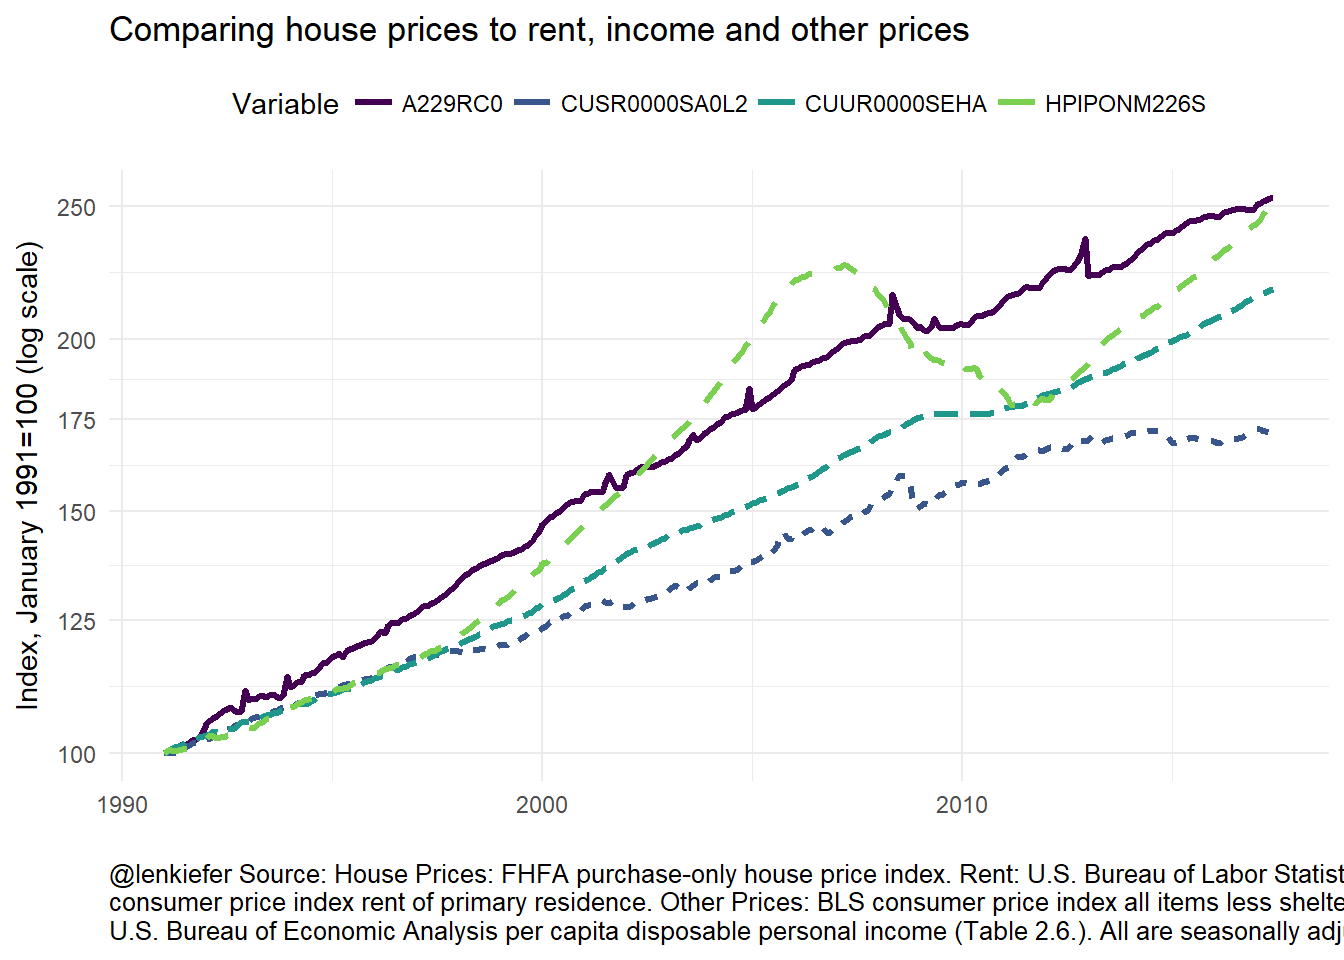 Comparing house prices to rent, income and other prices
Variable A229RC0 CUSR0000SA0L2 CUUR0000SEHA HPIPONM226S
Index, January 1991=100 (log scale)
250
200
175
150
125
100
1990 2000 2010
@lenkiefer Source: House Prices: FHFA purchase-only house price index. Rent: U.S. Bureau of Labor Statist
consumer price index rent of primary residence. Other Prices: BLS consumer price index all items less shelte
U.S. Bureau of Economic Analysis per capita disposable personal income (Table 2.6.). All are seasonally adj